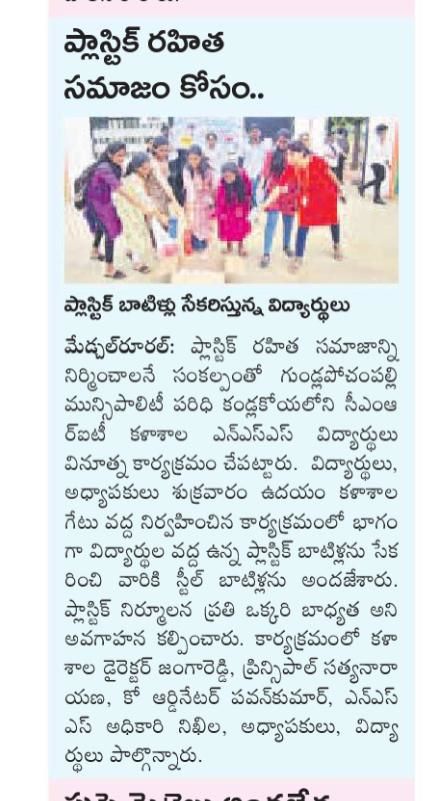 ప్లాస్టిక్ రహిత
సమాజం కోసం..
ప్లాస్టిక్ బాటిళ్లు సేకరిస్తున్న విద్యార్థులు
మేడ్చల్‌రూరల్: ప్లాస్టిక్ రహిత సమాజాన్ని
నిర్మించాలనే సంకల్పంతో గుండ్లపోచంపల్లి
మున్సిపాలిటీ పరిధి కండ్లకోయలోని సీఎంఆ
ర్‌ఐటీ కళాశాల ఎన్ఎస్ఎస్ విద్యార్థులు
వినూత్న కార్యక్రమం చేపట్టారు. విద్యార్థులు,
అధ్యాపకులు శుక్రవారం ఉదయం కళాశాల
గేటు వద్ద నిర్వహించిన కార్యక్రమంలో భాగం
గా విద్యార్థుల వద్ద ఉన్న ప్లాస్టిక్ బాటిళ్లను సేక
రించి వారికి స్టీల్ బాటిళ్లను అందజేశారు.
ప్లాస్టిక్ నిర్మూలన ప్రతి ఒక్కరి బాధ్యత అని
అవగాహన కల్పించారు. కార్యక్రమంలో కళా
శాల డైరెక్టర్ జంగారెడ్డి, ప్రిన్సిపాల్ సత్యనారా
యణ, కో ఆర్డినేటర్ పవన్‌కుమార్, ఎన్ఎస్
ఎస్ అధికారి నిఖిల, అధ్యాపకులు, విద్యా
ర్థులు పాల్గొన్నారు.